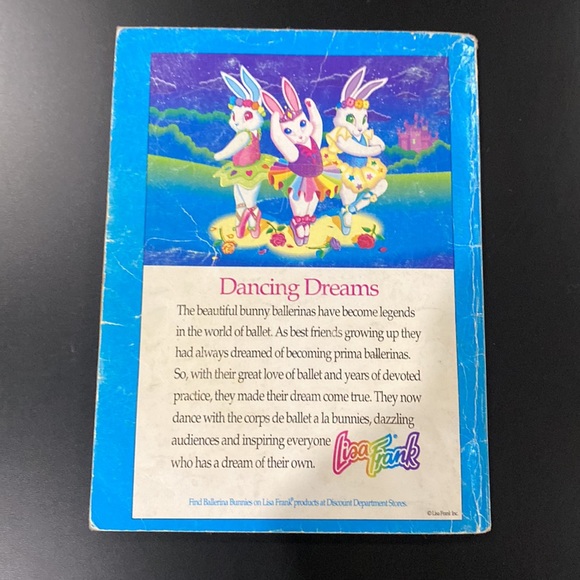 Dancing Dreams
The beautiful bunny ballerinas have become legends
in the world of ballet. As best friends growing up they
had always dreamed of becoming prima ballerinas.
So, with their great love of ballet and years of devoted
practice, they made their dream come true. They now
dance with the corps de ballet a la bunnies, dazzling
audiences and inspiring everyone
who has a dream of their own.
Lisa Frank®
Find Ballerina Bunnies on Lisa Frank® products at Discount Department Stores.
© Lisa Frank Inc.